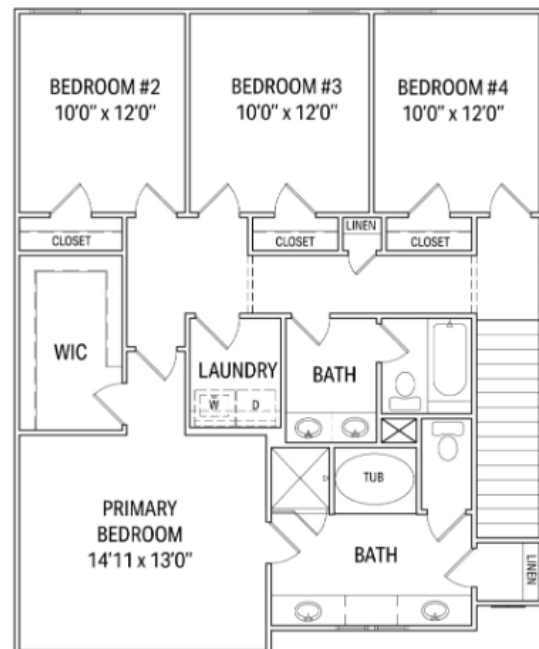 BEDROOM #2
10'0" x 12'0"
BEDROOM #3
10'0" x 12'0"
BEDROOM #4
10'0" x 12'0"
CLOSET
CLOSET
LINEN
CLOSET
WIC
LAUNDRY
W
D
BATH
TUB
PRIMARY
BEDROOM
14'11 x 13'0"
BATH
LINEN